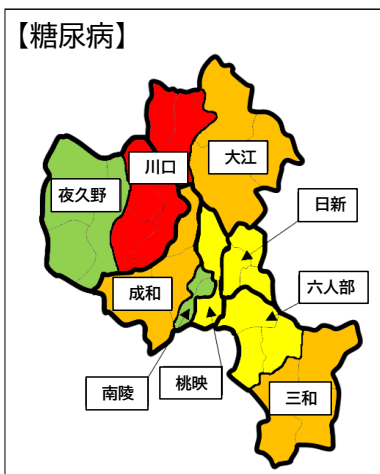 【糖尿病】
大江
川口
夜久野
日新
六人部
成和
南陵
桃映
三和